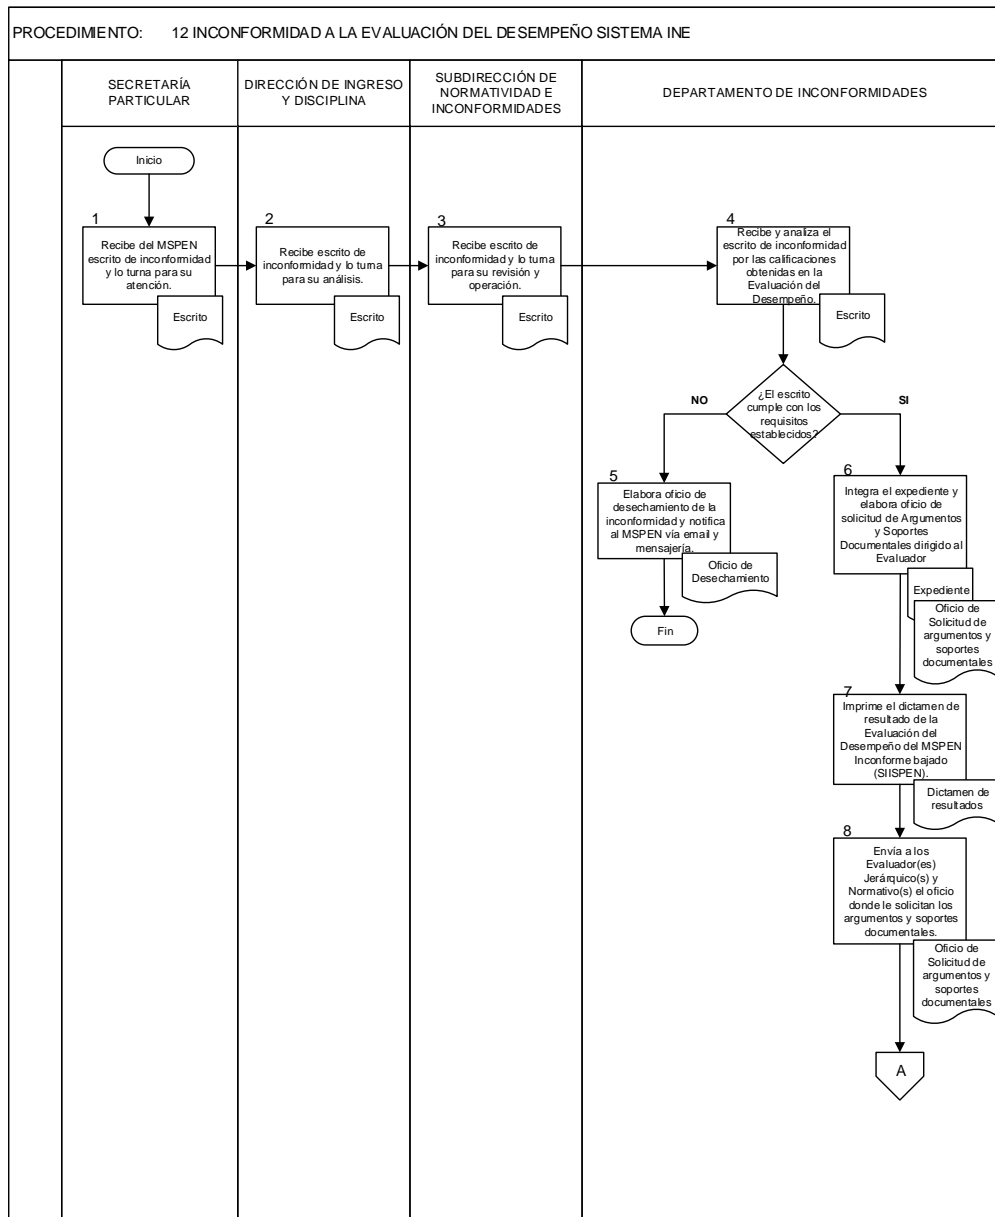 PROCEDIMIENTO: 12 INCONFORMIDAD A LA EVALUACIÓN DEL DESEMPEÑO SISTEMA INE
SECRETARÍA
PARTICULAR
DIRECCIÓN DE INGRESO
Y DISCIPLINA
SUBDIRECCIÓN DE
NORMATIVIDAD E
INCONFORMIDADES
DEPARTAMENTO DE INCONFORMIDADES
Inicio
1
Recibe del MSPEN
escrito de inconformidad
y lo turna para su
atención.
Escrito
2
Recibe escrito de
inconformidad y lo turna
para su análisis.
Escrito
3
Recibe escrito de
inconformidad y lo turna
para su revisión y
operación.
Escrito
4
Recibe y analiza el
escrito de inconformidad
por las calificaciones
obtenidas en la
Evaluación del
Desempeño.
Escrito
¿El escrito
cumple con los
requisitos
establecidos?
NO
SI
5
Elabora oficio de
desechamiento de la
inconformidad y notifica
al MSPEN vía email y
mensajería.
Oficio de
Desechamiento
Fin
6
Integra el expediente y
elabora oficio de
solicitud de Argumentos
y Soportes
Documentales dirigido al
Evaluador
Expediente
Oficio de
Solicitud de
argumentos y
soportes
documentales
7
Imprime el dictamen de
resultado de la
Evaluación del
Desempeño del MSPEN
Inconforme bajado
(SIISPEN).
Dictamen de
resultados
8
Envía a los
Evaluador(es)
Jerárquico(s) y
Normativo(s) el oficio
donde le solicitan los
argumentos y soportes
documentales.
Oficio de
Solicitud de
argumentos y
soportes
documentales
A